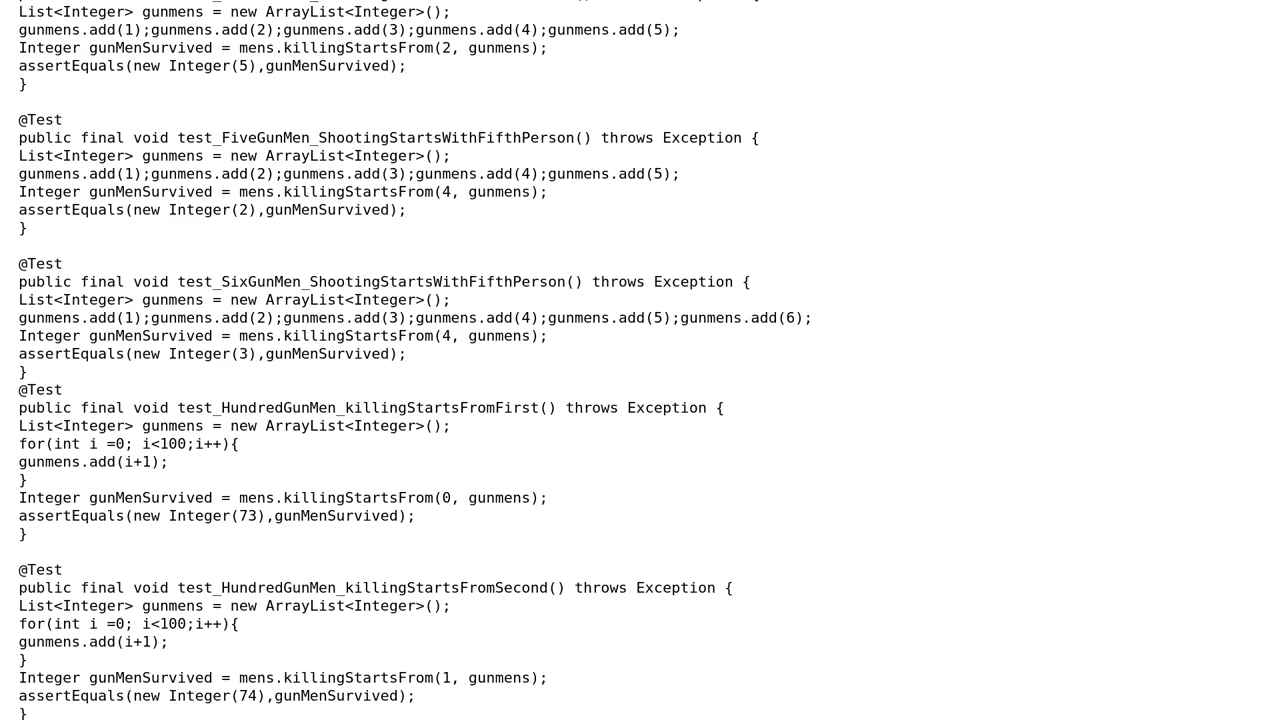 List<Integer> gunmens = new ArrayList<Integer>();
gunmens.add(1);gunmens.add(2);gunmens.add(3);gunmens.add(4);gunmens.add(5);
Integer gunMenSurvived = mens.killingStartsFrom(2, gunmens);
assertEquals(new Integer(5),gunMenSurvived);
}
@Test
public final void test_FiveGunMen_ShootingStartsWithFifthPerson() throws Exception {
List<Integer> gunmens = new ArrayList<Integer>();
gunmens.add(1);gunmens.add(2);gunmens.add(3);gunmens.add(4);gunmens.add(5);
Integer gunMenSurvived = mens.killingStartsFrom(4, gunmens);
assertEquals(new Integer(2),gunMenSurvived);
}
@Test
public final void test_SixGunMen_ShootingStartsWithFifthPerson() throws Exception {
List<Integer> gunmens = new ArrayList<Integer>();
gunmens.add(1);gunmens.add(2);gunmens.add(3);gunmens.add(4);gunmens.add(5);gunmens.add(6);
Integer gunMenSurvived = mens.killingStartsFrom(4, gunmens);
assertEquals(new Integer(3),gunMenSurvived);
}
@Test
public final void test_HundredGunMen_killingStartsFromFirst() throws Exception {
List<Integer> gunmens = new ArrayList<Integer>();
for(int i =0; i<100;i++){
gunmens.add(i+1);
}
Integer gunMenSurvived = mens.killingStartsFrom(0, gunmens);
assertEquals(new Integer(73),gunMenSurvived);
}
@Test
public final void test_HundredGunMen_killingStartsFromSecond() throws Exception {
List<Integer> gunmens = new ArrayList<Integer>();
for(int i =0; i<100;i++){
gunmens.add(i+1);
}
Integer gunMenSurvived = mens.killingStartsFrom(1, gunmens);
assertEquals(new Integer(74),gunMenSurvived);
}